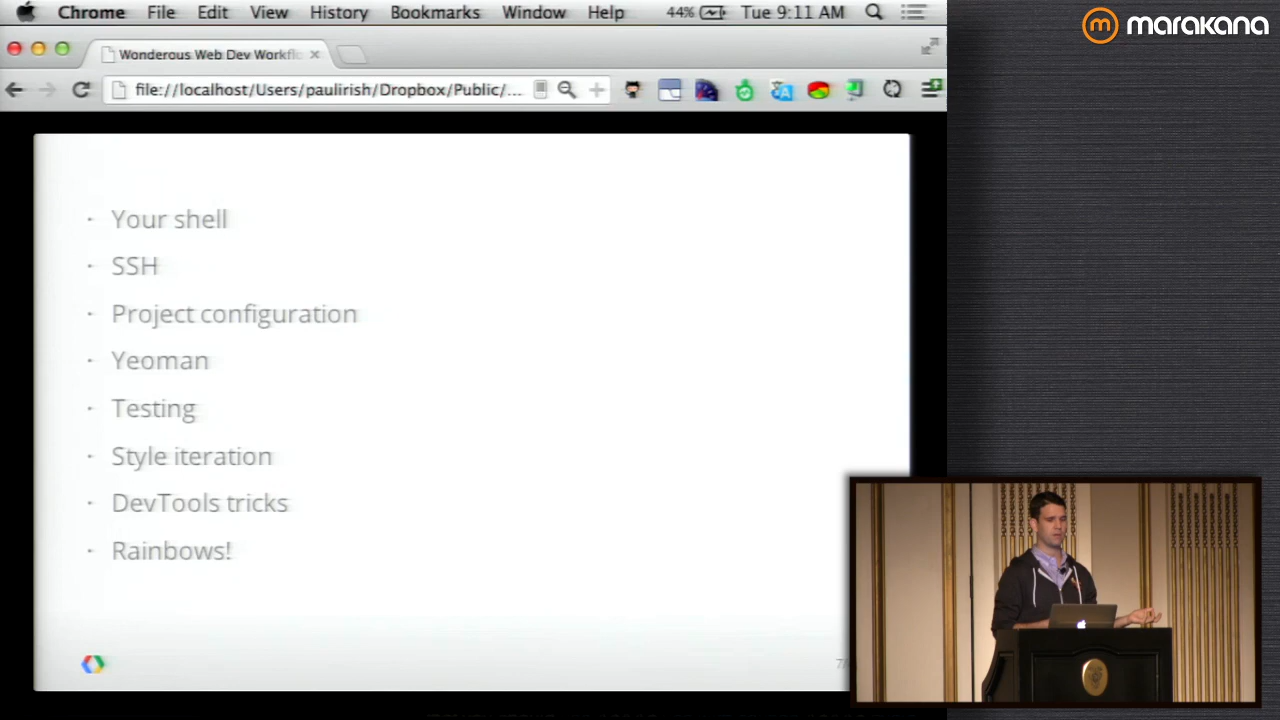 Chrome File Edit View History Bookmarks Window Help 44% Tue 9:11 AM
marakana
Wonderous Web Dev Workfl
file://localhost/Users/paulirish/Dropbox/Public/...
· Your shell
· SSH
· Project configuration
· Yeoman
· Testing
· Style iteration
· DevTools tricks
· Rainbows!